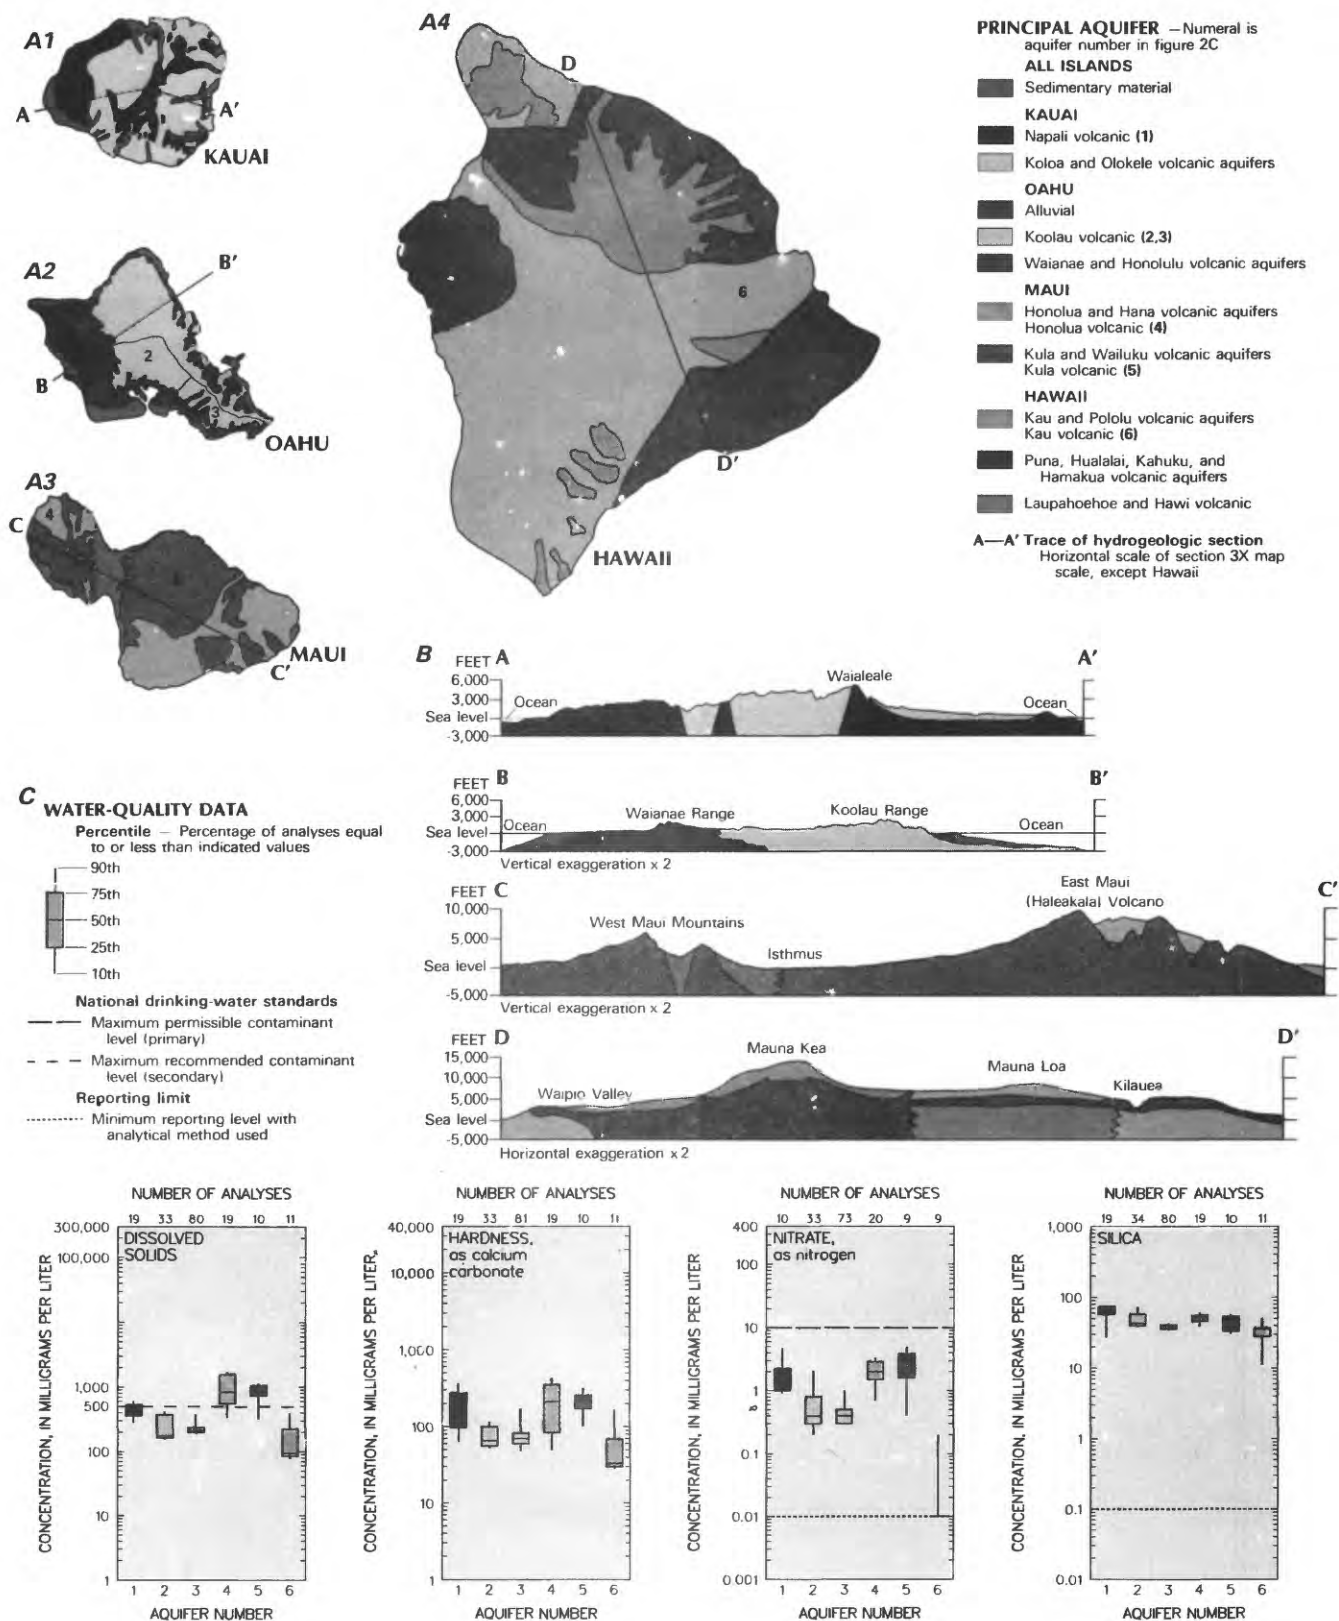 A1
A
A'
KAUAI
A2
B'
B
2
3
OAHU
A3
C
4
5
MAUI
C'
A4
D
6
D'
HAWAII
PRINCIPAL AQUIFER —Numeral is
aquifer number in figure 2C
ALL ISLANDS
Sedimentary material
KAUAI
Napali volcanic (1)
Koloa and Olokele volcanic aquifers
OAHU
Alluvial
Koolau volcanic (2,3)
Waianae and Honolulu volcanic aquifers
MAUI
Honolua and Hana volcanic aquifers
Honolua volcanic (4)
Kula and Wailuku volcanic aquifers
Kula volcanic (5)
HAWAII
Kau and Pololu volcanic aquifers
Kau volcanic (6)
Puna, Hualalai, Kahuku, and
Hamakua volcanic aquifers
Laupahoehoe and Hawi volcanic
A—A' Trace of hydrogeologic section
Horizontal scale of section 3X map
scale, except Hawaii
B
FEET A A'
6,000
3,000
Sea level
-3,000
Ocean
Waialeale
Ocean
FEET B B'
6,000
3,000
Sea level
-3,000
Ocean
Waianae Range
Koolau Range
Ocean
Vertical exaggeration x 2
FEET C C'
10,000
5,000
Sea level
-5,000
West Maui Mountains
Isthmus
East Maui
(Haleakala) Volcano
Vertical exaggeration x 2
FEET D D'
15,000
10,000
5,000
Sea level
-5,000
Waipio Valley
Mauna Kea
Mauna Loa
Kilauea
Horizontal exaggeration x 2
C
WATER-QUALITY DATA
Percentile — Percentage of analyses equal
to or less than indicated values
90th
75th
50th
25th
10th
National drinking-water standards
Maximum permissible contaminant
level (primary)
Maximum recommended contaminant
level (secondary)
Reporting limit
Minimum reporting level with
analytical method used
NUMBER OF ANALYSES
19 33 80 19 10 11
DISSOLVED
SOLIDS
CONCENTRATION, IN MILLIGRAMS PER LITER
300,000
100,000
1,000
500
100
10
1
1 2 3 4 5 6
AQUIFER NUMBER
NUMBER OF ANALYSES
19 33 81 19 10 11
HARDNESS,
as calcium
carbonate
CONCENTRATION, IN MILLIGRAMS PER LITER
40,000
10,000
1,000
100
10
1
1 2 3 4 5 6
AQUIFER NUMBER
NUMBER OF ANALYSES
10 33 73 20 9 9
NITRATE,
as nitrogen
CONCENTRATION, IN MILLIGRAMS PER LITER
400
100
10
1
0.1
0.01
0.001
1 2 3 4 5 6
AQUIFER NUMBER
NUMBER OF ANALYSES
19 34 80 19 10 11
SILICA
CONCENTRATION, IN MILLIGRAMS PER LITER
1,000
100
10
1
0.1
0.01
1 2 3 4 5 6
AQUIFER NUMBER